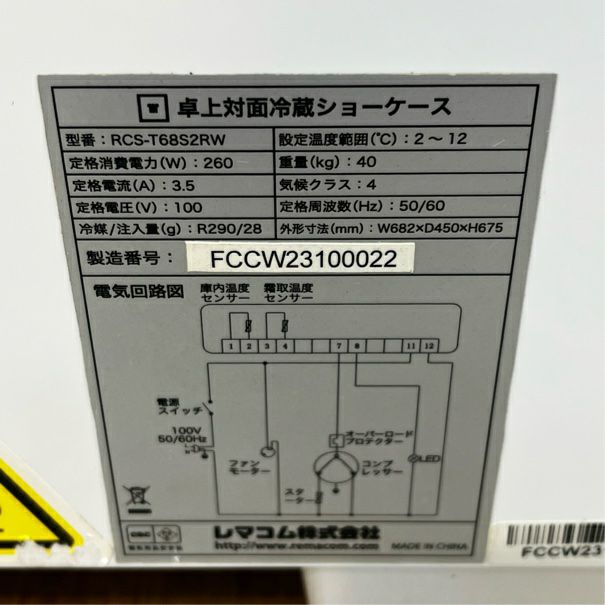 卓上対面冷蔵ショーケース
型番：RCS-T68S2RW 設定温度範囲(℃)：2～12
定格消費電力(W)：260 重量(kg)：40
定格電流(A)：3.5 気候クラス：4
定格電圧(V)：100 定格周波数(Hz)：50/60
冷媒/注入量(g)：R290/28 外形寸法(mm)：W682×D450×H675
製造番号： FCCW23100022
電気回路図
庫内温度 霜取温度
センサー センサー
1 2 3 4 7 8 11 12
電源
スイッチ
100V
50/60Hz
ファン
モーター
オーバーロード
プロテクター
コンプ
レッサー
LED
スタ
ーター
レマコム株式会社
http://www.remacom.com MADE IN CHINA
FCCW23